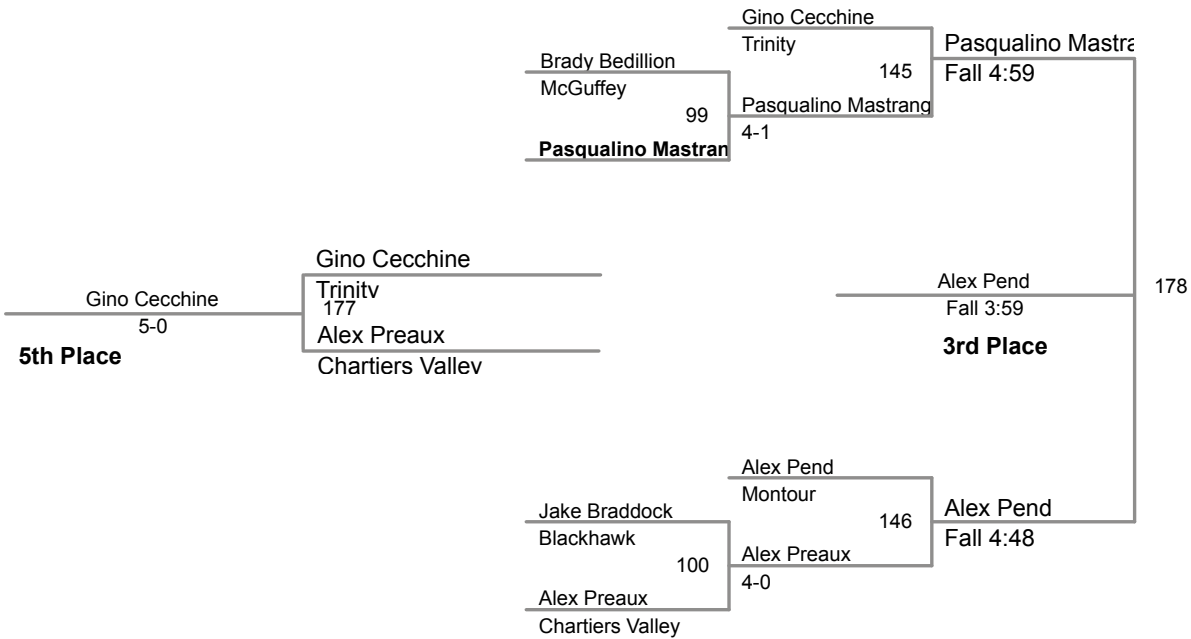 Gino Cecchine
Trinity
Pasqualino Mastra
Brady Bedillion
145
Fall 4:59
McGuffey
99
Pasqualino Mastrang
4-1
Pasqualino Mastran
Gino Cecchine
Trinity
Gino Cecchine
177
5-0
Alex Preaux
5th Place
Chartiers Valley
Alex Pend
178
Fall 3:59
3rd Place
Alex Pend
Montour
Jake Braddock
146
Alex Pend
Blackhawk
Fall 4:48
100
Alex Preaux
4-0
Alex Preaux
Chartiers Valley